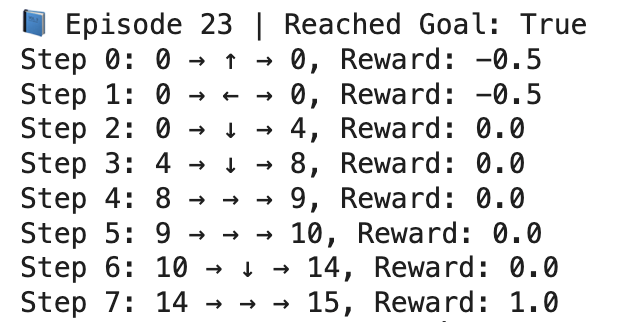 📘 Episode 23 | Reached Goal: True
Step 0: 0 → ↑ → 0, Reward: -0.5
Step 1: 0 → ← → 0, Reward: -0.5
Step 2: 0 → ↓ → 4, Reward: 0.0
Step 3: 4 → ↓ → 8, Reward: 0.0
Step 4: 8 → → → 9, Reward: 0.0
Step 5: 9 → → → 10, Reward: 0.0
Step 6: 10 → ↓ → 14, Reward: 0.0
Step 7: 14 → → → 15, Reward: 1.0